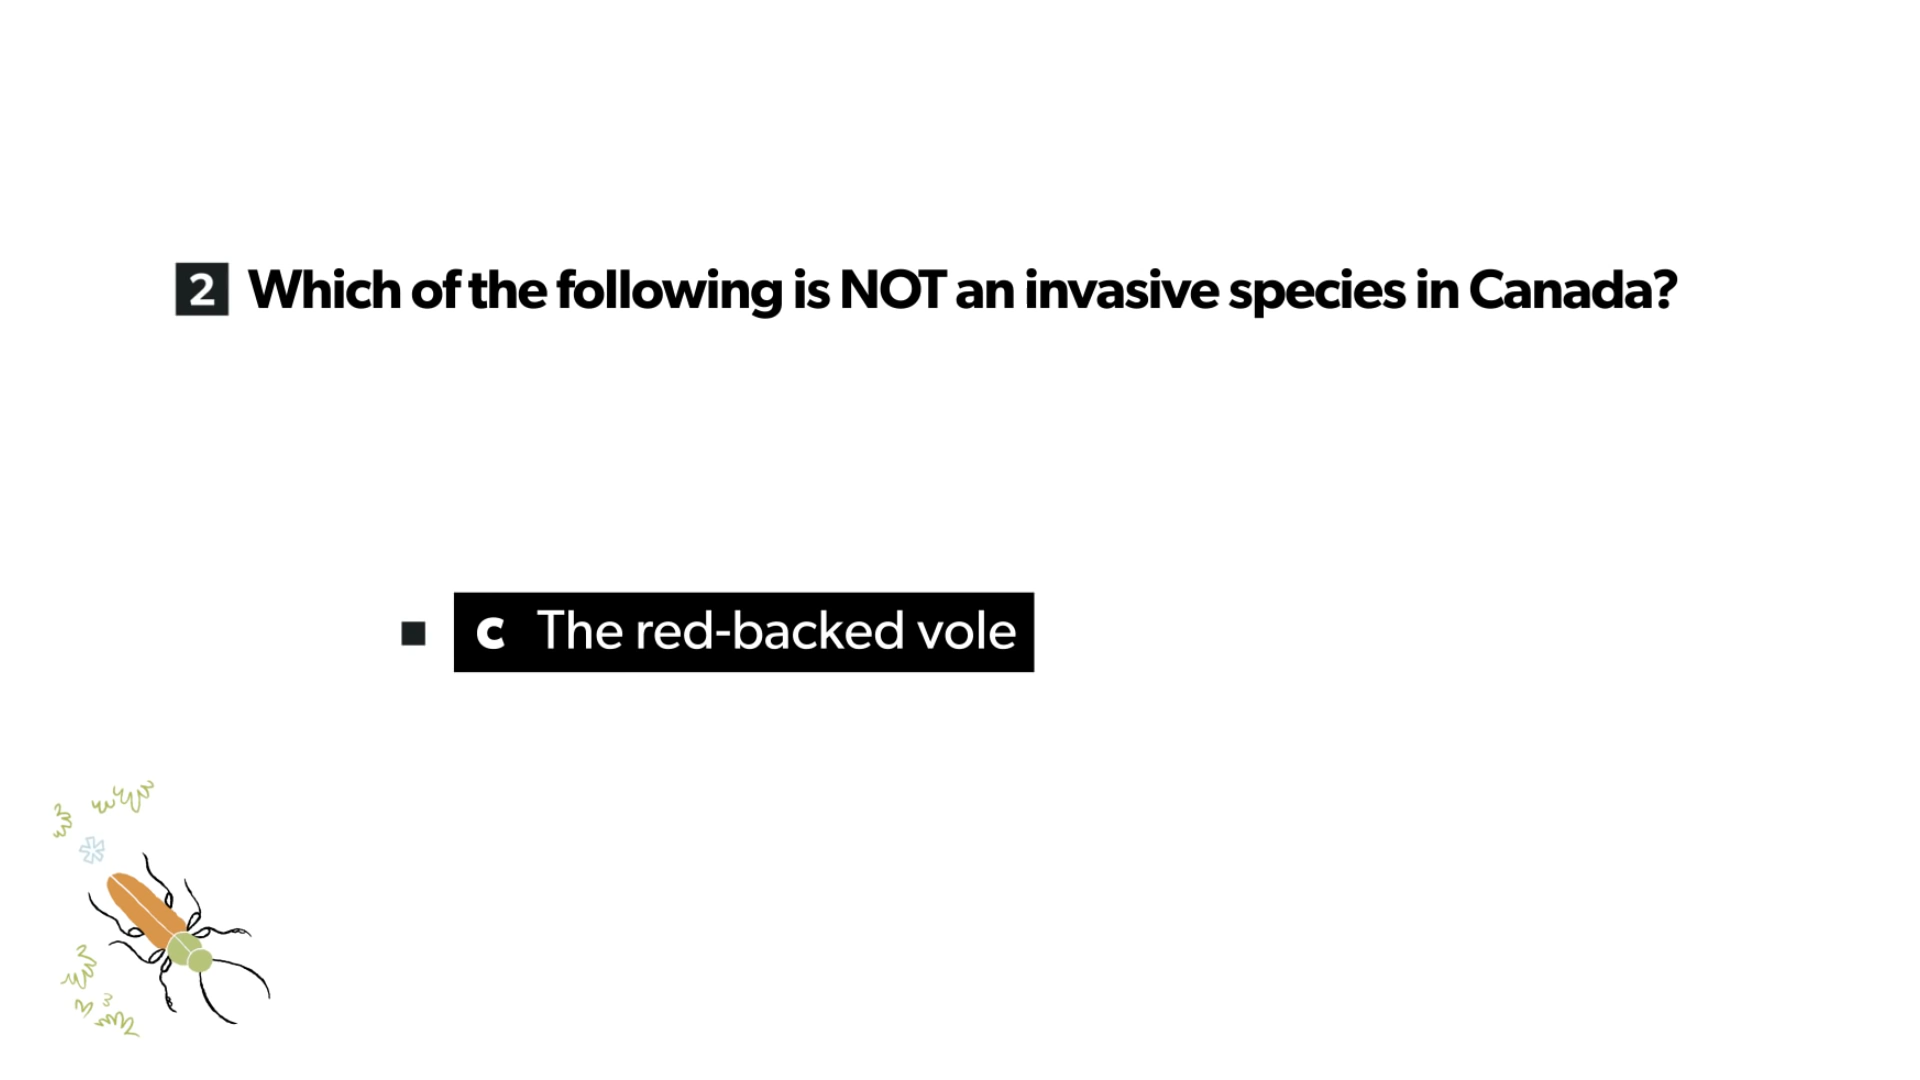 2 Which of the following is NOT an invasive species in Canada?
c The red-backed vole